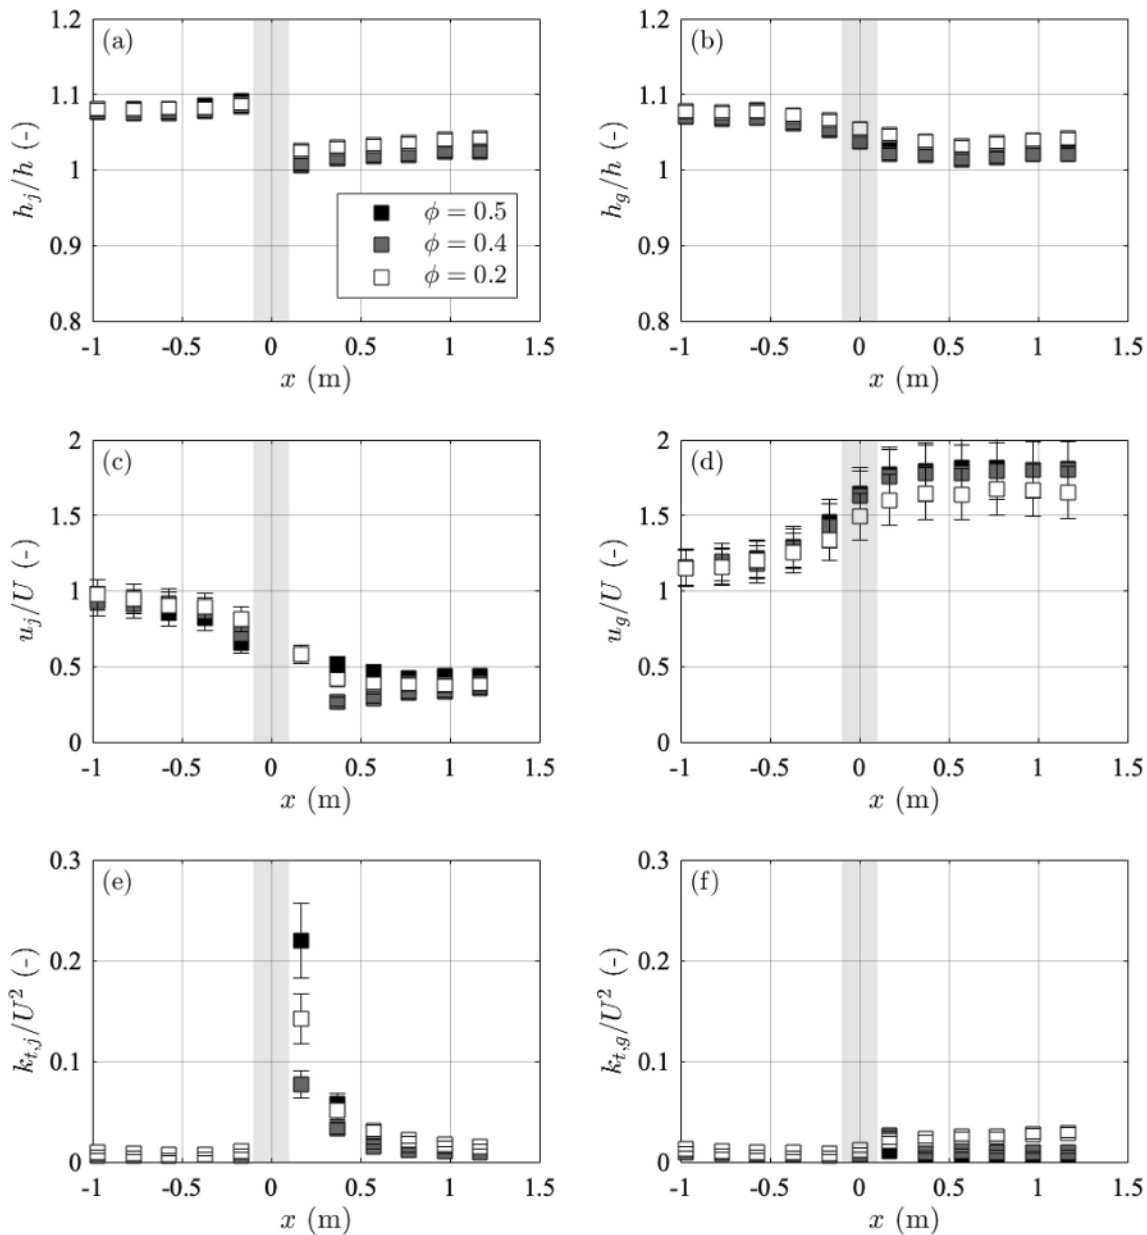 (a)
1.2
1.1
1
0.9
0.8
h_j/h (-)
-1 -0.5 0 0.5 1 1.5
x (m)
ϕ = 0.5
ϕ = 0.4
ϕ = 0.2
(b)
1.2
1.1
1
0.9
0.8
h_g/h (-)
-1 -0.5 0 0.5 1 1.5
x (m)
(c)
2
1.5
1
0.5
0
u_j/U (-)
-1 -0.5 0 0.5 1 1.5
x (m)
(d)
2
1.5
1
0.5
0
u_g/U (-)
-1 -0.5 0 0.5 1 1.5
x (m)
(e)
0.3
0.2
0.1
0
k_{t,j}/U² (-)
-1 -0.5 0 0.5 1 1.5
x (m)
(f)
0.3
0.2
0.1
0
k_{t,g}/U² (-)
-1 -0.5 0 0.5 1 1.5
x (m)